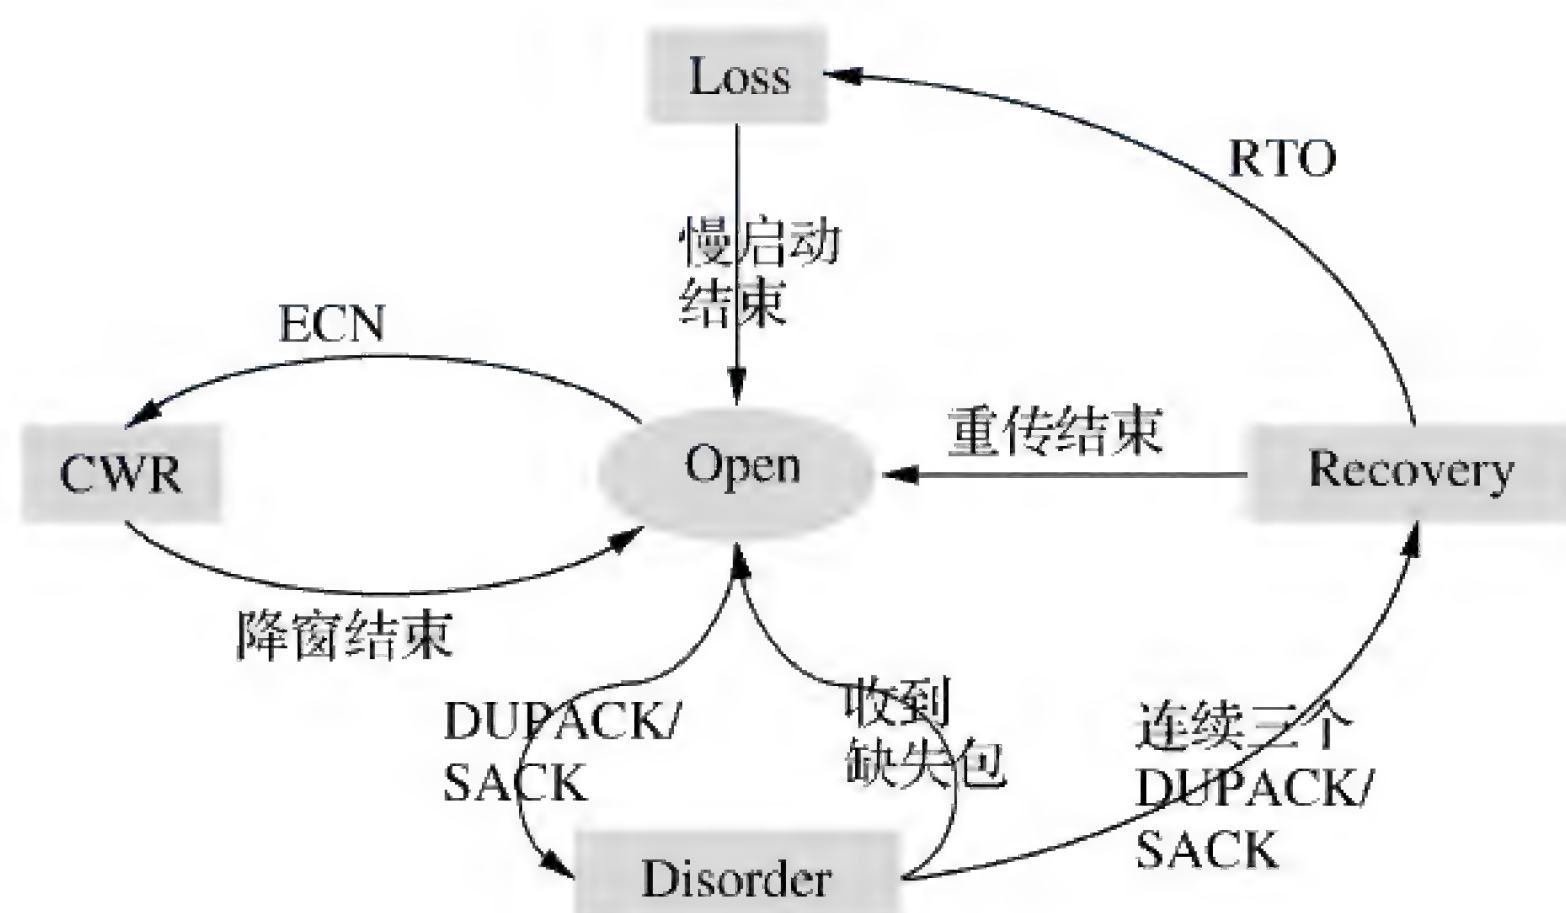 Loss
RTO
慢启动
结束
ECN
重传结束
CWR
Open
Recovery
降窗结束
DUPACK/
SACK
收到
缺失包
连续三个
DUPACK/
SACK
Disorder